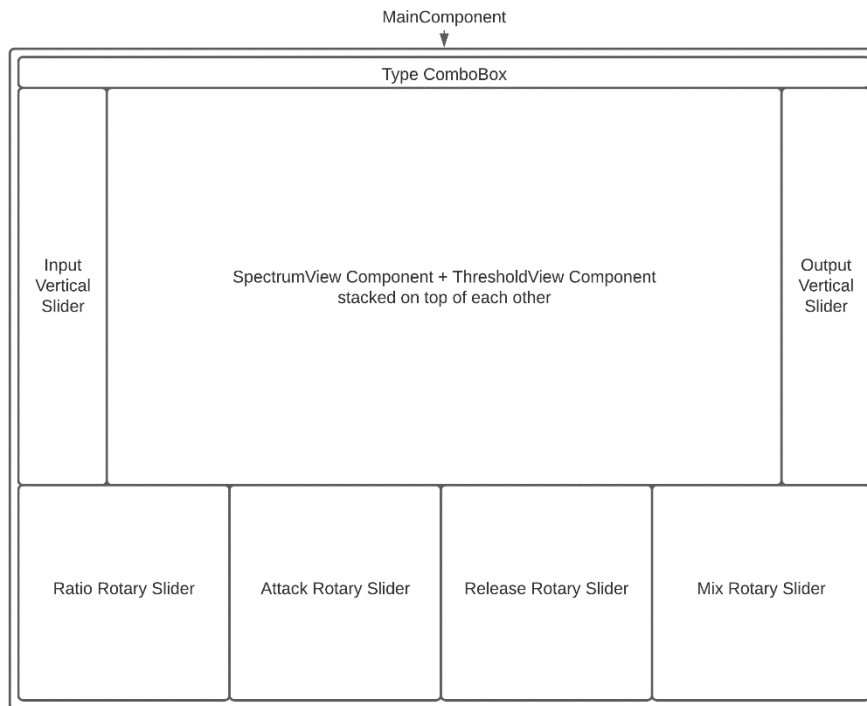 MainComponent
Type ComboBox
Input
Vertical
Slider
SpectrumView Component + ThresholdView Component
stacked on top of each other
Output
Vertical
Slider
Ratio Rotary Slider
Attack Rotary Slider
Release Rotary Slider
Mix Rotary Slider